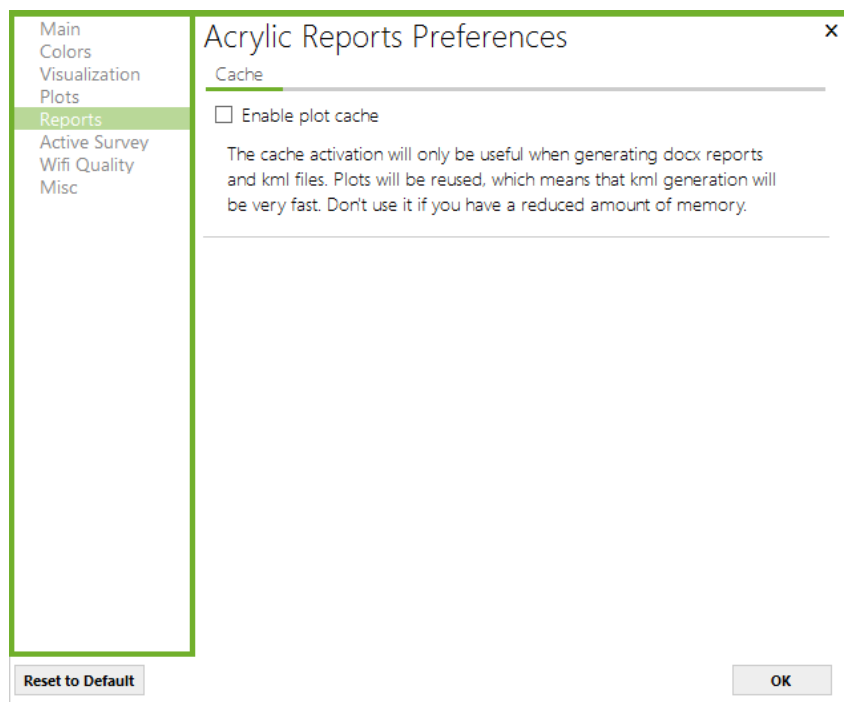 Main
Colors
Visualization
Plots
Reports
Active Survey
Wifi Quality
Misc
Acrylic Reports Preferences
×
Cache
Enable plot cache
The cache activation will only be useful when generating docx reports
and kml files. Plots will be reused, which means that kml generation will
be very fast. Don't use it if you have a reduced amount of memory.
Reset to Default
OK